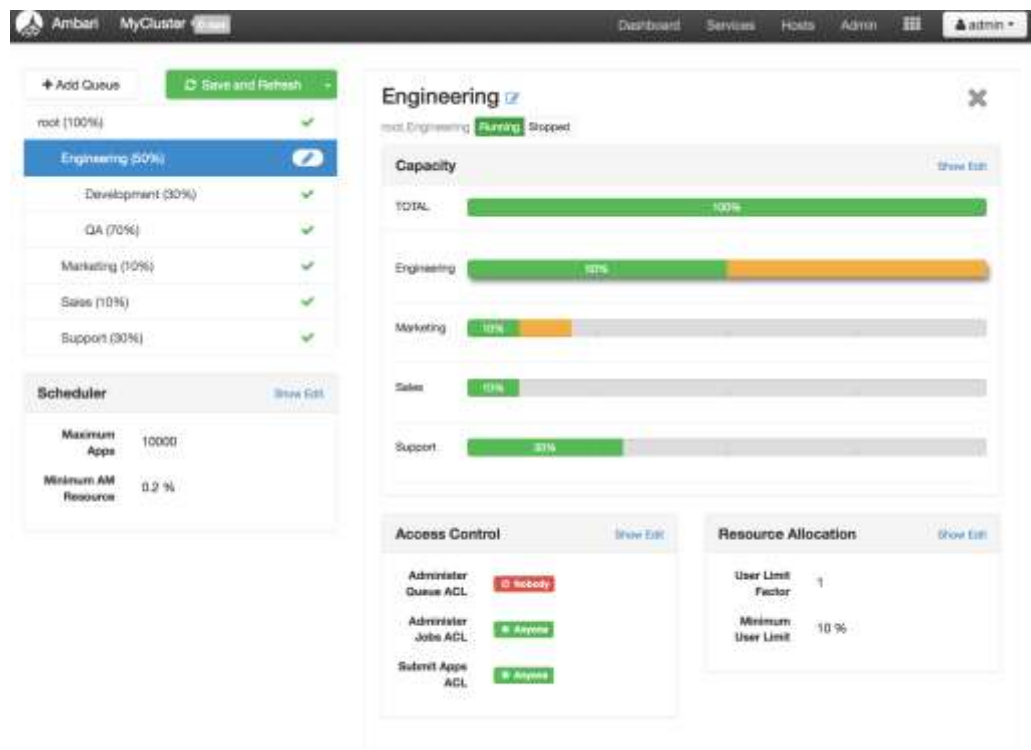 Ambari MyCluster Dashboard Services Hosts Admin admin
+ Add Queue Save and Refresh
root (100%)
Engineering (50%)
Development (30%)
QA (70%)
Marketing (10%)
Sales (10%)
Support (30%)
Scheduler Show Edit
Maximum Apps 10000
Minimum AM Resource 0.2 %
Engineering
root.Engineering Running Stopped
Capacity Show Edit
TOTAL 100%
Engineering
Marketing 10%
Sales 10%
Support 30%
Access Control Show Edit
Administer Queue ACL Nobody
Administer Jobs ACL Anyone
Submit Apps ACL Anyone
Resource Allocation Show Edit
User Limit Factor 1
Minimum User Limit 10 %